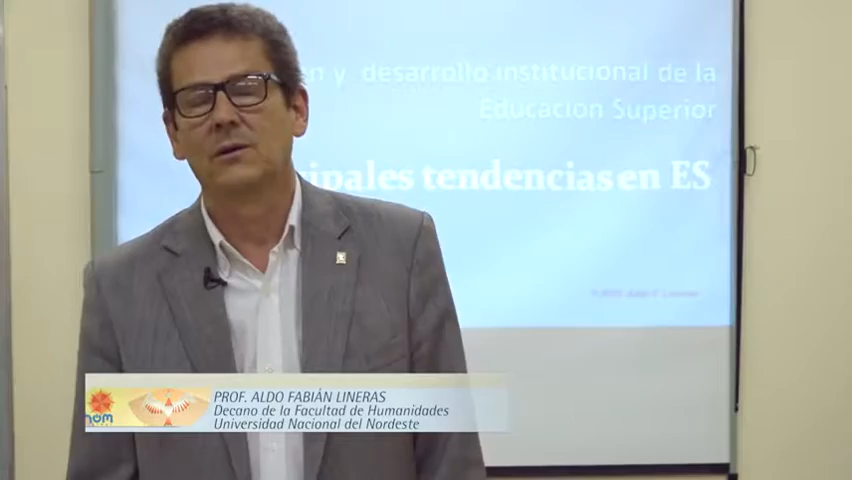 n y desarrollo institucional de la
Educación Superior
ipales tendencias en ES
PROF. ALDO FABIÁN LINERAS
Decano de la Facultad de Humanidades
Universidad Nacional del Nordeste